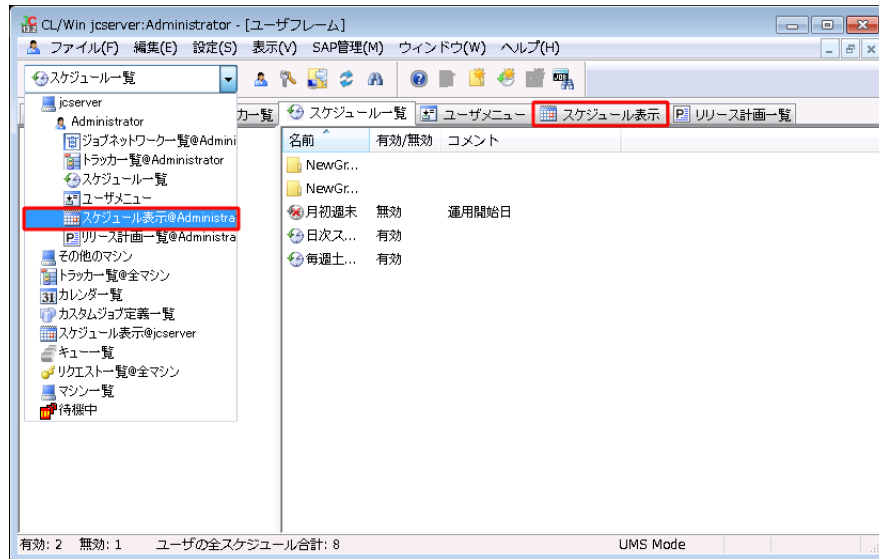 CL/Win jcserver:Administrator - [ユーザフレーム]
ファイル(F) 編集(E) 設定(S) 表示(V) SAP管理(M) ウィンドウ(W) ヘルプ(H)
スケジュール一覧
カ一覧 スケジュール一覧 ユーザメニュー スケジュール表示 リリース計画一覧
jcserver
Administrator
ジョブネットワーク一覧@Admini
トラッカ一覧@Administrator
スケジュール一覧
ユーザメニュー
スケジュール表示@Administra
リリース計画一覧@Administra
その他のマシン
トラッカ一覧@全マシン
カレンダ一覧
カスタムジョブ定義一覧
スケジュール表示@jcserver
キュー一覧
リクエスト一覧@全マシン
マシン一覧
待機中
名前 有効/無効 コメント
NewGr...
NewGr...
月初週末 無効 運用開始日
日次ス... 有効
毎週土... 有効
有効: 2 無効: 1 ユーザの全スケジュール合計: 8 UMS Mode